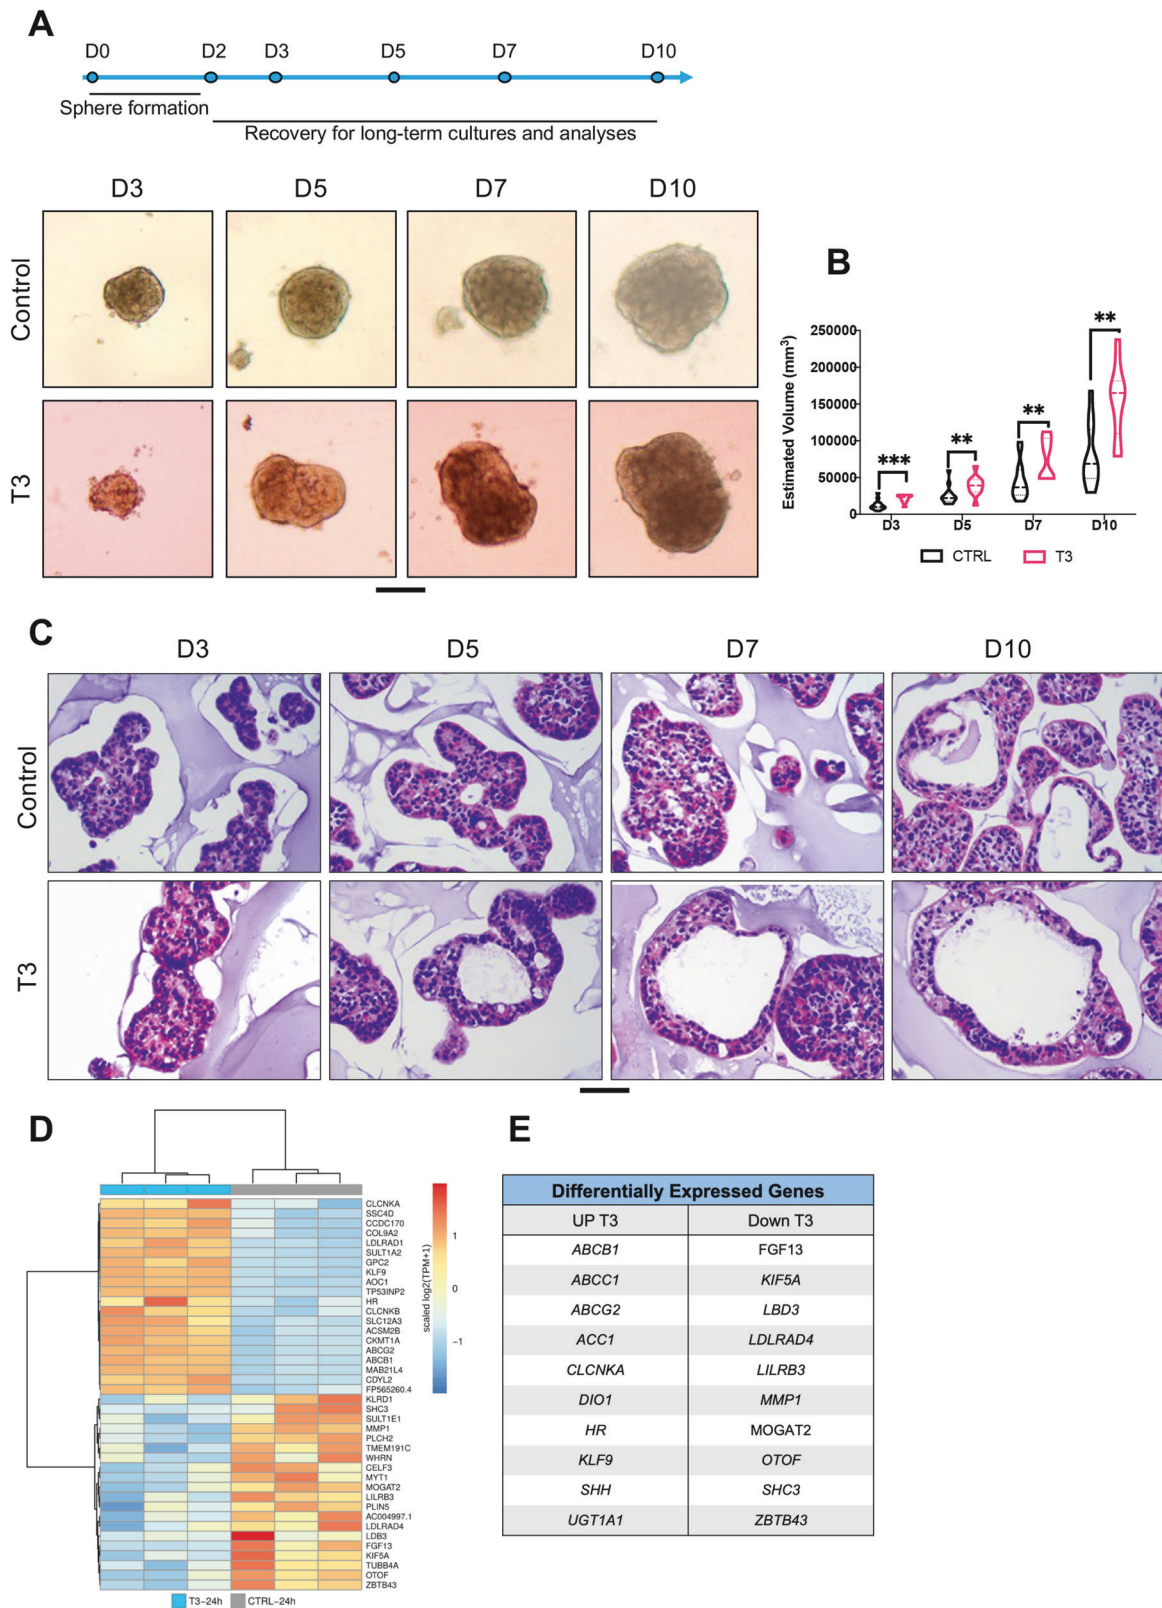 A
D0 D2 D3 D5 D7 D10
Sphere formation
Recovery for long-term cultures and analyses
D3 D5 D7 D10
Control
T3
B
Estimated Volume (mm³)
250000
200000
150000
100000
50000
0
*** ** ** **
D3 D5 D7 D10
CTRL T3
C
D3 D5 D7 D10
Control
T3
D
CLCNKA
SSC4D
CCDC170
COL9A2
LDLRAD1
SULT1A2
GPC2
KLF9
AOC1
TP53INP2
HR
CLCNKB
SLC12A3
ACSM2B
CKMT1A
ABCG2
ABCB1
MAB21L4
CDYL2
FP565260.4
KLRD1
SHC3
SULT1E1
MMP1
PLCH2
TMEM191C
WHRN
CELF3
MYT1
MOGAT2
LILRB3
PLIN5
AC004997.1
LDLRAD4
LDB3
FGF13
KIF5A
TUBB4A
OTOF
ZBTB43
scaled log2(TPM+1)
1
0
−1
T3−24h CTRL−24h
E
Differentially Expressed Genes
UP T3 Down T3
ABCB1 FGF13
ABCC1 KIF5A
ABCG2 LBD3
ACC1 LDLRAD4
CLCNKA LILRB3
DIO1 MMP1
HR MOGAT2
KLF9 OTOF
SHH SHC3
UGT1A1 ZBTB43